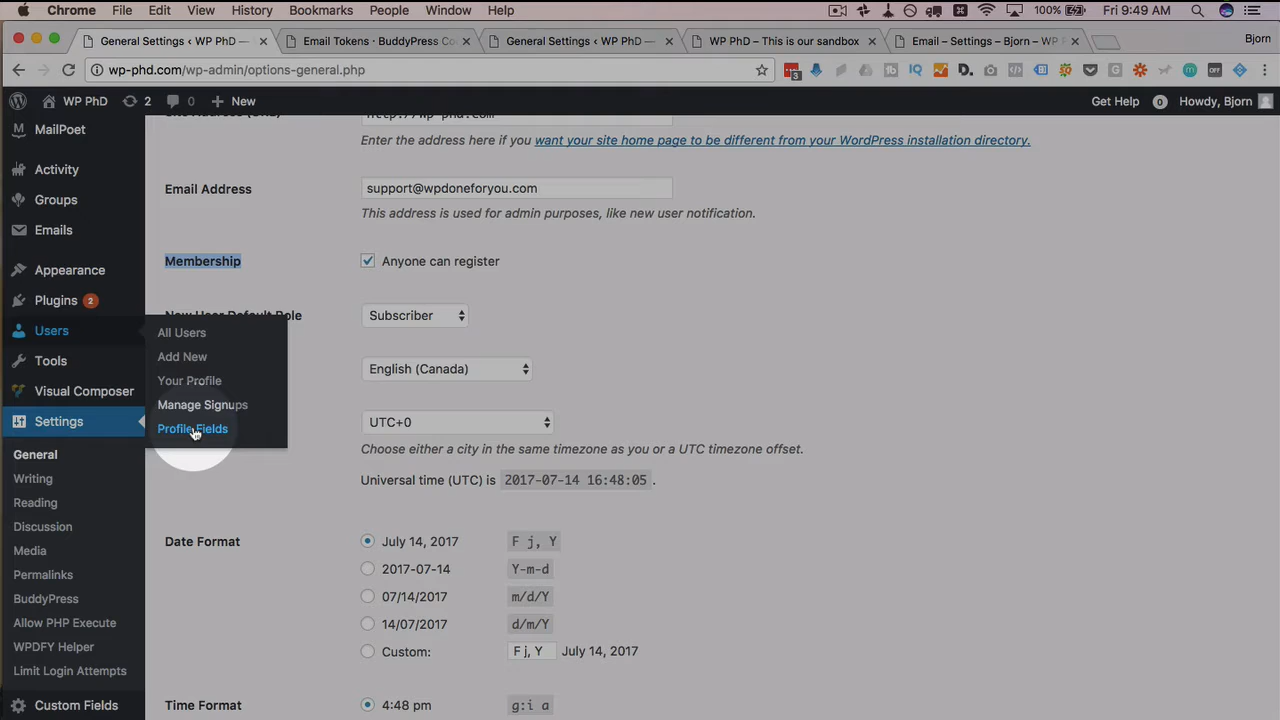 Chrome File Edit View History Bookmarks People Window Help 100% Fri 9:49 AM
General Settings ‹ WP PhD — Email Tokens · BuddyPress Co General Settings ‹ WP PhD — WP PhD – This is our sandbox Email – Settings – Bjorn – WP Bjorn
wp-phd.com/wp-admin/options-general.php 3
WP PhD 2 0 New Get Help 0 Howdy, Bjorn
MailPoet
Activity
Groups
Emails
Appearance
Plugins 2
Users
Tools
Visual Composer
Settings
General
Writing
Reading
Discussion
Media
Permalinks
BuddyPress
Allow PHP Execute
WPDFY Helper
Limit Login Attempts
Custom Fields
All Users
Add New
Your Profile
Manage Signups
Profile Fields
http://wp-phd.com
Enter the address here if you want your site home page to be different from your WordPress installation directory.
Email Address support@wpdoneforyou.com
This address is used for admin purposes, like new user notification.
Membership Anyone can register
New User Default Role Subscriber
English (Canada)
UTC+0
Choose either a city in the same timezone as you or a UTC timezone offset.
Universal time (UTC) is 2017-07-14 16:48:05 .
Date Format July 14, 2017 F j, Y
2017-07-14 Y-m-d
07/14/2017 m/d/Y
14/07/2017 d/m/Y
Custom: F j, Y July 14, 2017
Time Format 4:48 pm g:i a